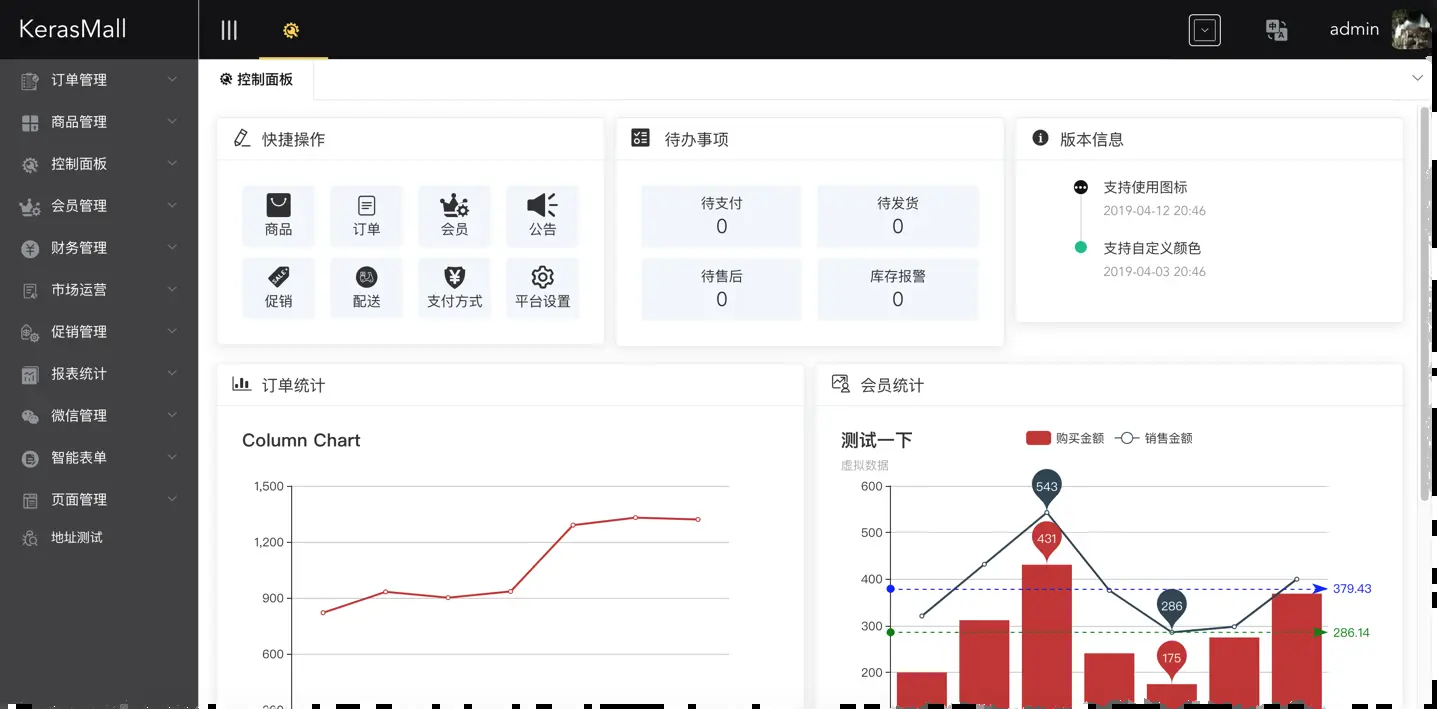 KerasMall
admin
订单管理
商品管理
控制面板
会员管理
财务管理
市场运营
促销管理
报表统计
微信管理
智能表单
页面管理
地址测试
控制面板
快捷操作
商品
订单
会员
公告
促销
配送
支付方式
平台设置
待办事项
待支付
0
待发货
0
待售后
0
库存报警
0
版本信息
支持使用图标
2019-04-12 20:46
支持自定义颜色
2019-04-03 20:46
订单统计
Column Chart
1,500
1,200
900
600
会员统计
测试一下
虚拟数据
购买金额
销售金额
600
500
400
300
200
543
431
286
175
379.43
286.14